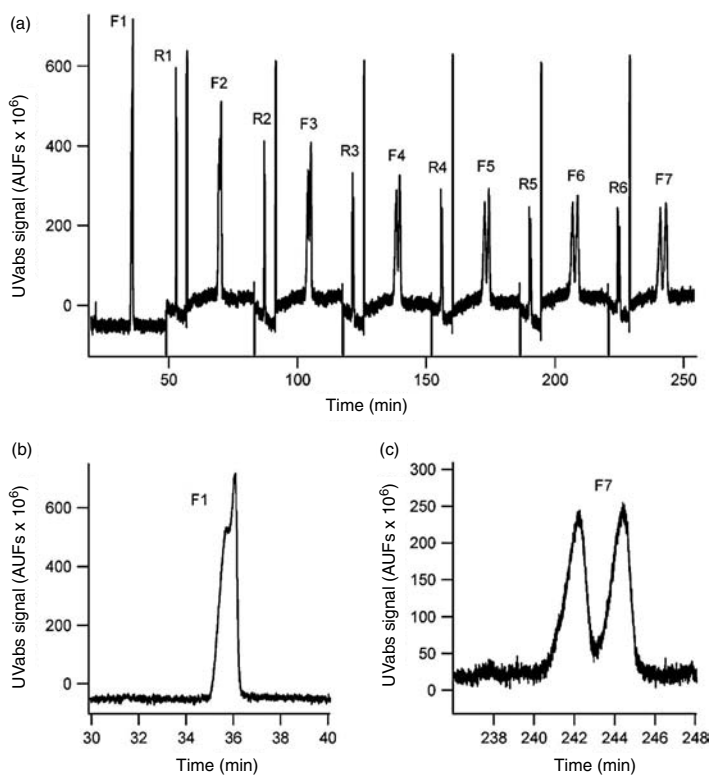 (a)
UVabs signal (AUFs x 10⁶)
600
400
200
0
F1
R1
F2
R2
F3
R3
F4
R4
F5
R5
F6
R6
F7
50
100
150
200
250
Time (min)
(b)
UVabs signal (AUFs x 10⁶)
600
400
200
0
F1
30
32
34
36
38
40
Time (min)
(c)
UVabs signal (AUFs x 10⁶)
300
250
200
150
100
50
0
F7
238
240
242
244
246
248
Time (min)